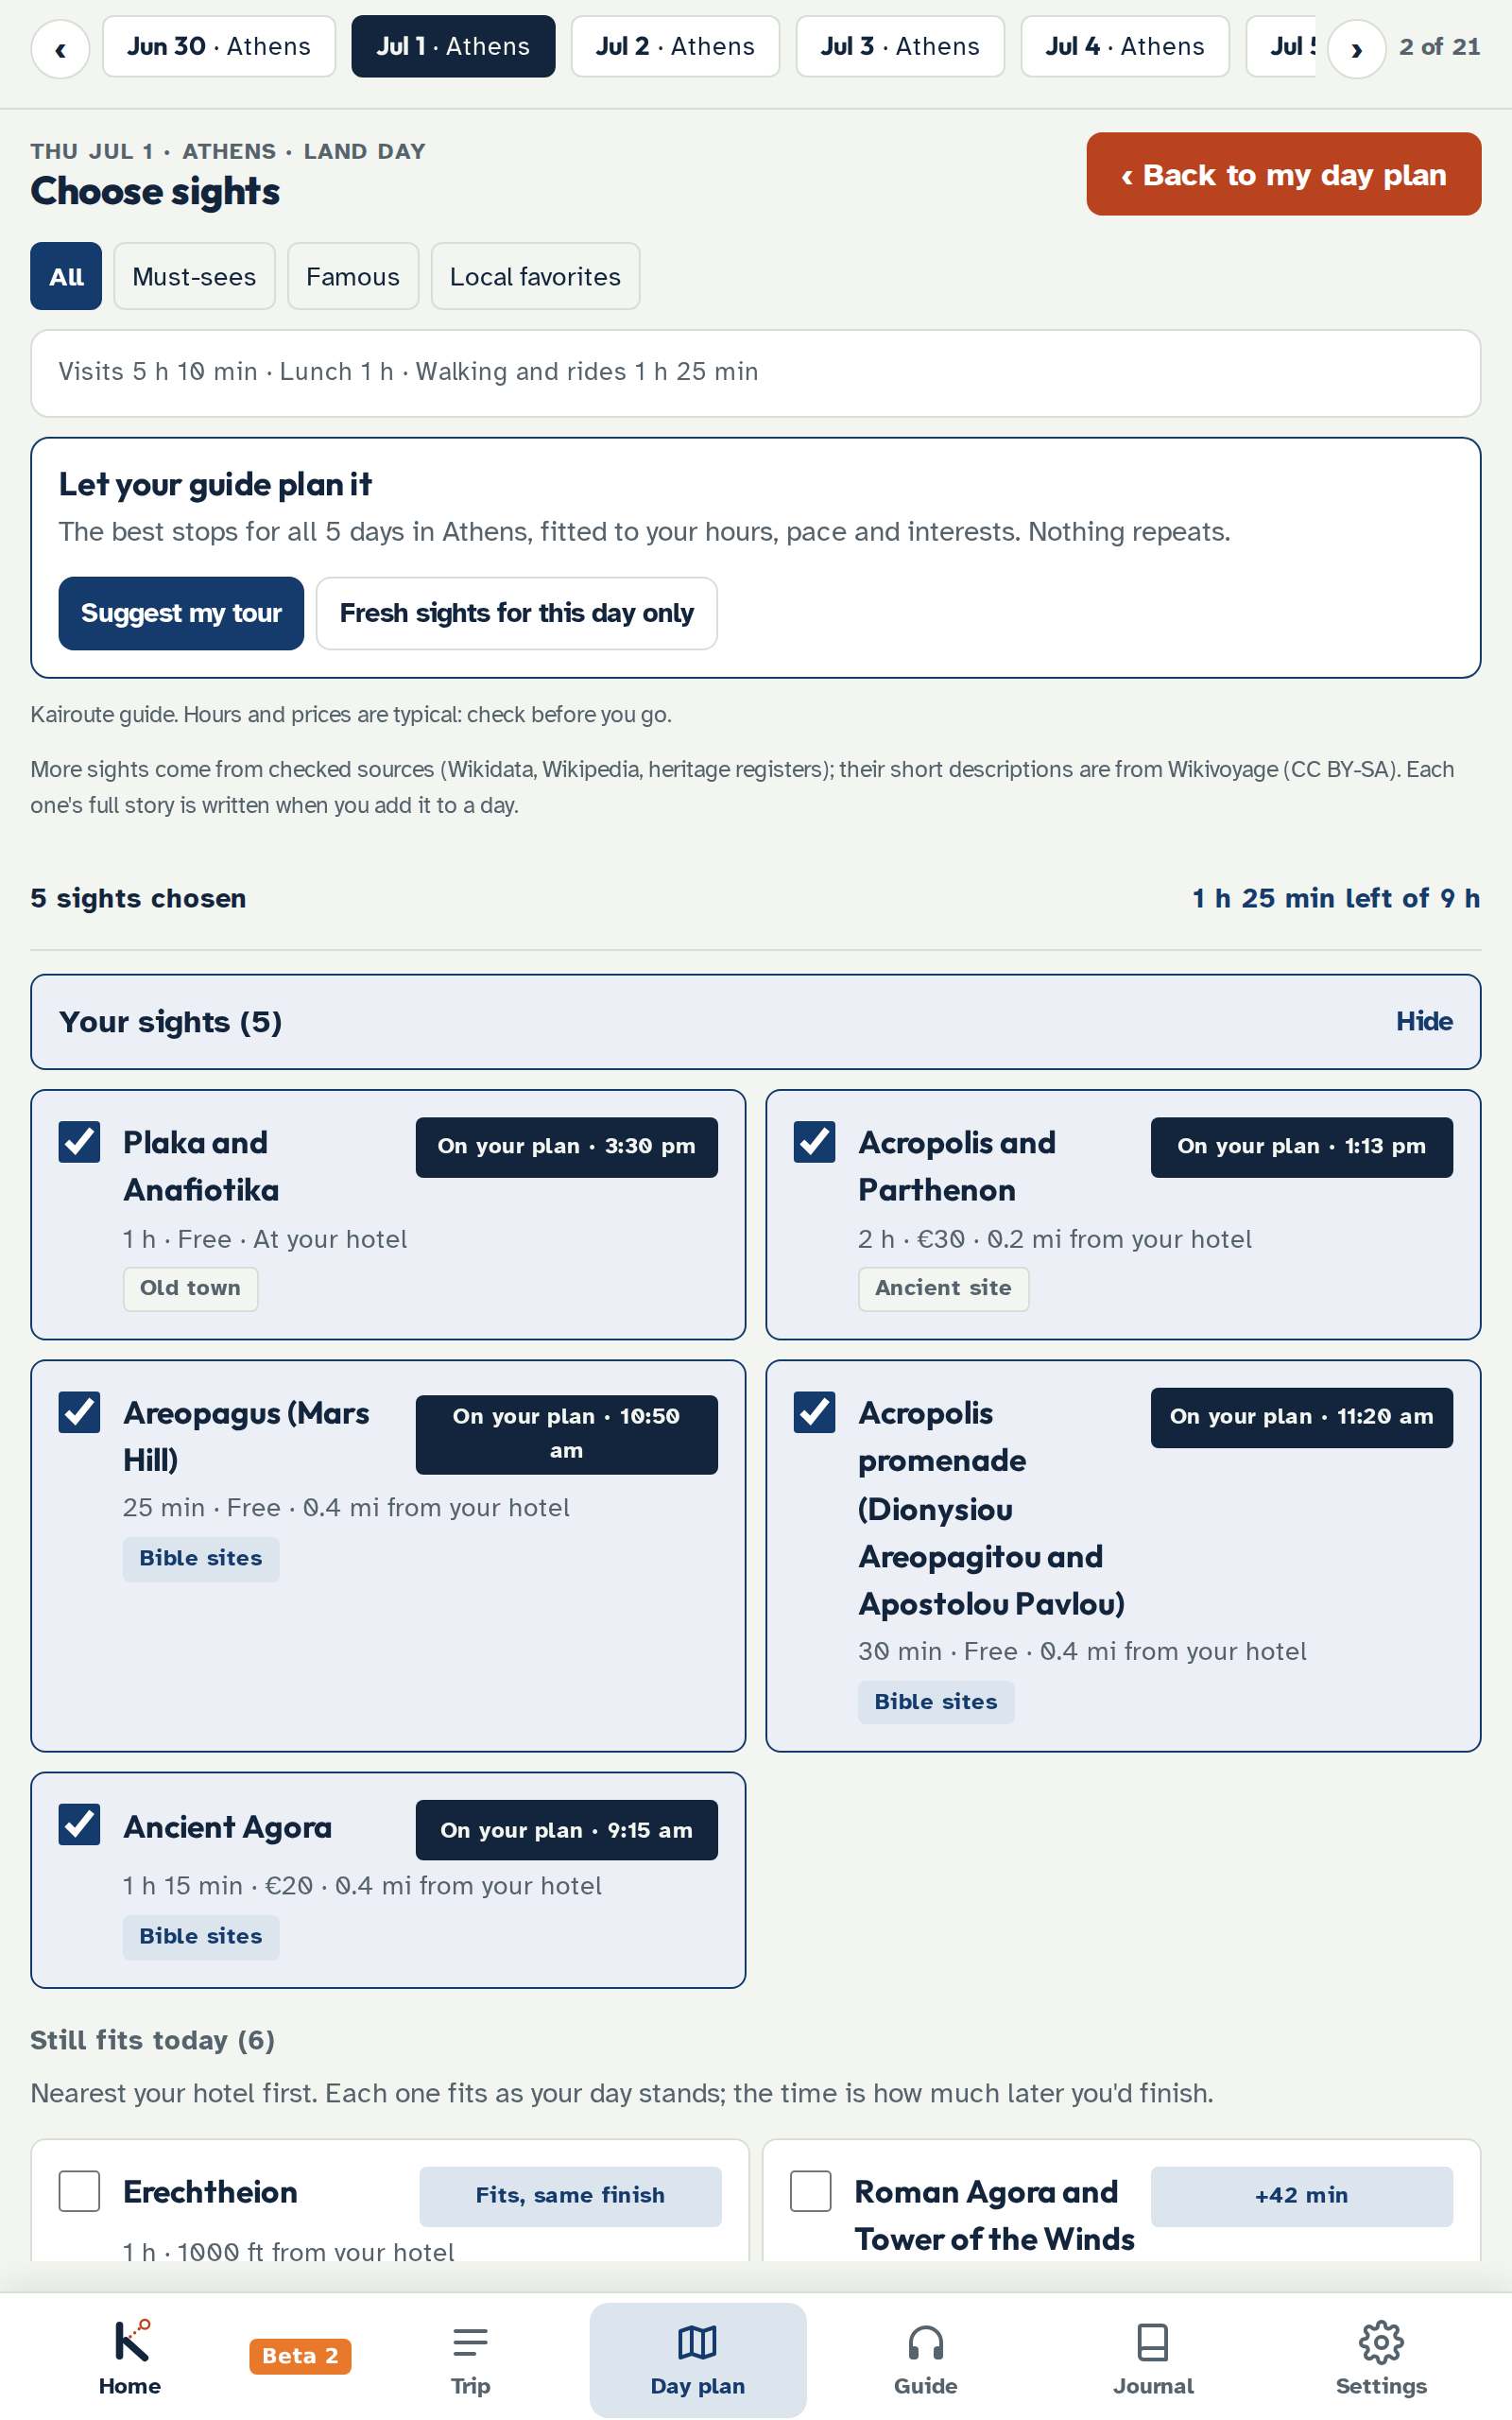 ‹
Jun 30 · Athens
Jul 1 · Athens
Jul 2 · Athens
Jul 3 · Athens
Jul 4 · Athens
Jul 5
›
2 of 21
THU JUL 1 · ATHENS · LAND DAY
Choose sights
‹ Back to my day plan
All
Must-sees
Famous
Local favorites
Visits 5 h 10 min · Lunch 1 h · Walking and rides 1 h 25 min
Let your guide plan it
The best stops for all 5 days in Athens, fitted to your hours, pace and interests. Nothing repeats.
Suggest my tour
Fresh sights for this day only
Kairoute guide. Hours and prices are typical: check before you go.
More sights come from checked sources (Wikidata, Wikipedia, heritage registers); their short descriptions are from Wikivoyage (CC BY-SA). Each
one's full story is written when you add it to a day.
5 sights chosen
1 h 25 min left of 9 h
Your sights (5)
Hide
Plaka and
Anafiotika
On your plan · 3:30 pm
1 h · Free · At your hotel
Old town
Acropolis and
Parthenon
On your plan · 1:13 pm
2 h · €30 · 0.2 mi from your hotel
Ancient site
Areopagus (Mars
Hill)
On your plan · 10:50
am
25 min · Free · 0.4 mi from your hotel
Bible sites
Acropolis
promenade
(Dionysiou
Areopagitou and
Apostolou Pavlou)
On your plan · 11:20 am
30 min · Free · 0.4 mi from your hotel
Bible sites
Ancient Agora
On your plan · 9:15 am
1 h 15 min · €20 · 0.4 mi from your hotel
Bible sites
Still fits today (6)
Nearest your hotel first. Each one fits as your day stands; the time is how much later you'd finish.
Erechtheion
Fits, same finish
1 h · 1000 ft from your hotel
Roman Agora and
Tower of the Winds
+42 min
Home
Beta 2
Trip
Day plan
Guide
Journal
Settings